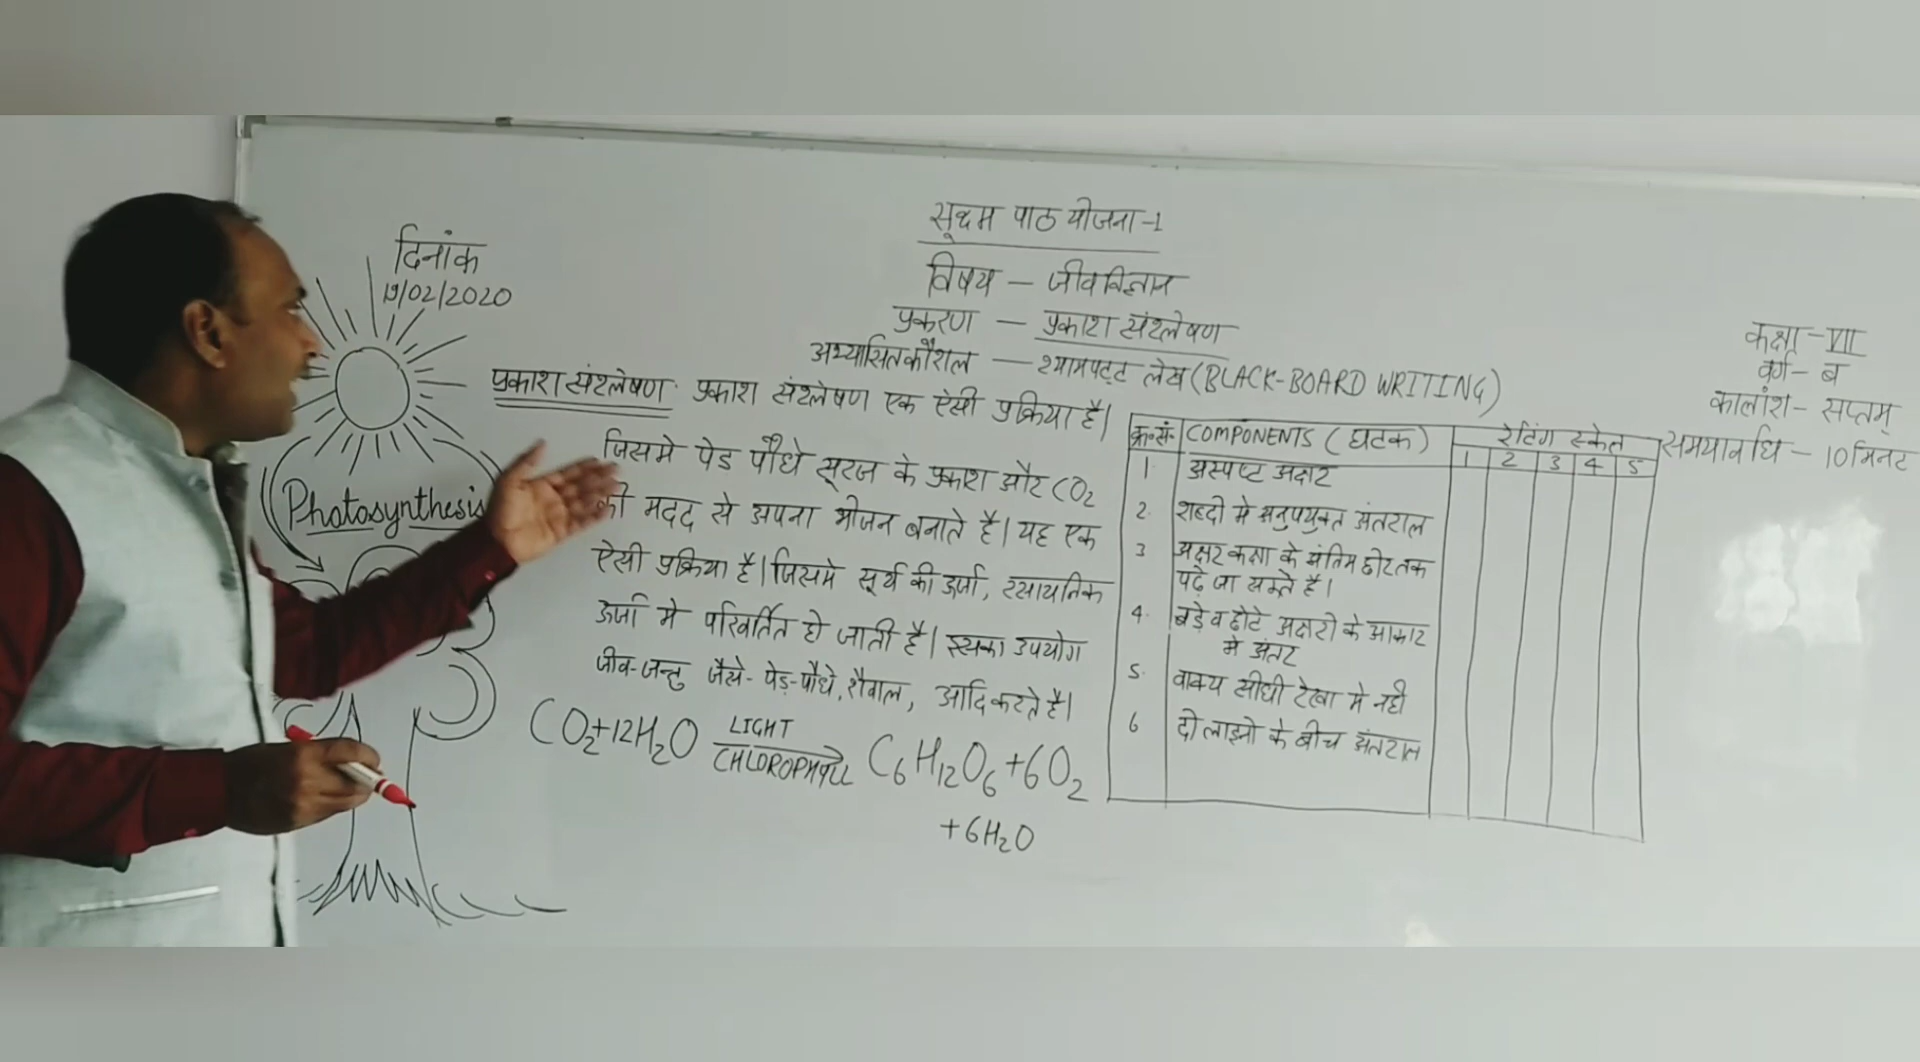 सूक्ष्म पाठ योजना-1
दिनांक
19/02/2020
विषय - जीवविज्ञान
प्रकरण - प्रकाश संश्लेषण
अभ्यासित कौशल - श्यामपट्ट लेख (BLACK-BOARD WRITING)
कक्षा - VII
वर्ग - ब
कालांश - सप्तम्
समयावधि - 10 मिनट
Photosynthesis
प्रकाश संश्लेषण: प्रकाश संश्लेषण एक ऐसी प्रक्रिया है।
जिसमे पेड पौधे सूरज के प्रकाश और CO2
की मदद से अपना भोजन बनाते है। यह एक
ऐसी प्रक्रिया है। जिसमे सूर्य की ऊर्जा, रसायनिक
ऊर्जा मे परिवर्तित हो जाती है। इसका उपयोग
जीव-जन्तु जैसे- पेड़-पौधे, शैवाल, आदि करते है।
CO2+12H2O LIGHT CHLOROPHYLL C6H12O6+6O2
+6H2O
क्र०सं० COMPONENTS (घटक) रेटिंग स्केल
1 2 3 4 5
1. अस्पष्ट अक्षर
2. शब्दो मे अनुपयुक्त अंतराल
3 अक्षर कक्षा के अंतिम छोर तक
पढ़े जा सकते है।
4. बड़े व छोटे अक्षरो के आकार
मे अंतर
5. वाक्य सीधी रेखा मे नही
6 दो लाइनो के बीच अंतराल